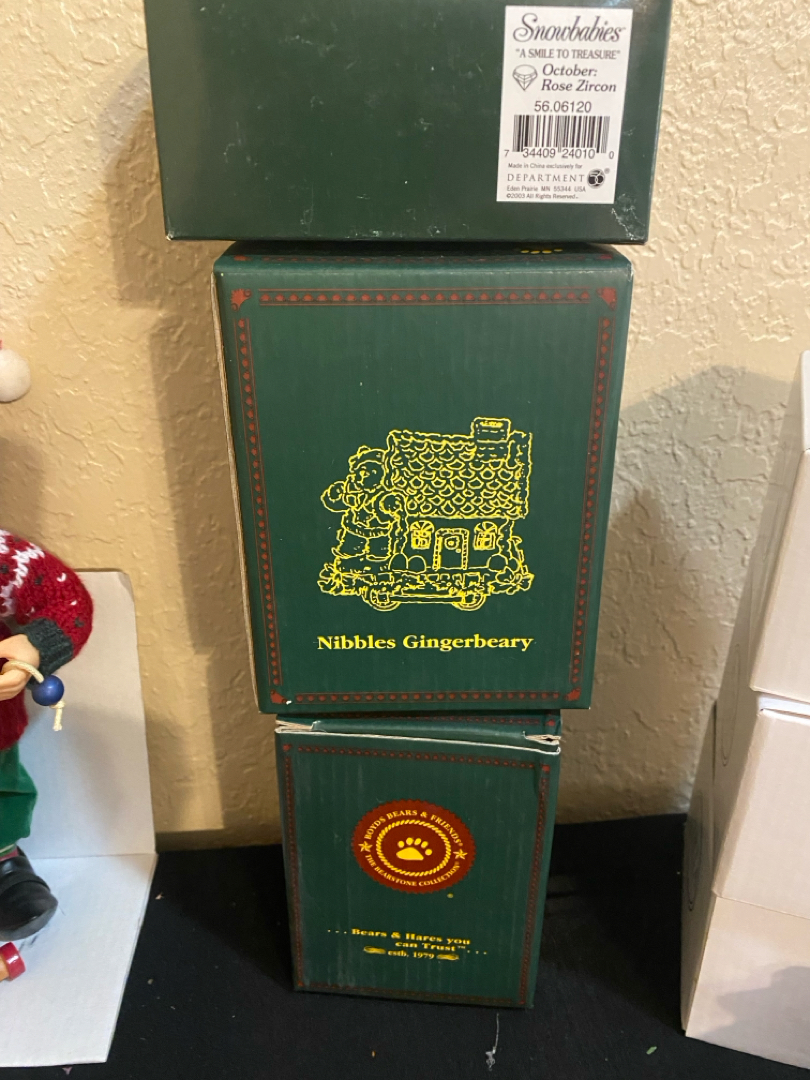 Snowbabies™
"A SMILE TO TREASURE"
October:
Rose Zircon
56.06120
7 34409 24010 0
Made in China exclusively for
DEPARTMENT 56®
Eden Prairie MN 55344 USA
©2003 All Rights Reserved.
Nibbles Gingerbeary
BOYDS BEARS & FRIENDS®
THE BEARSTONE COLLECTION®
...Bears & Hares you
can Trust™...
estb. 1979